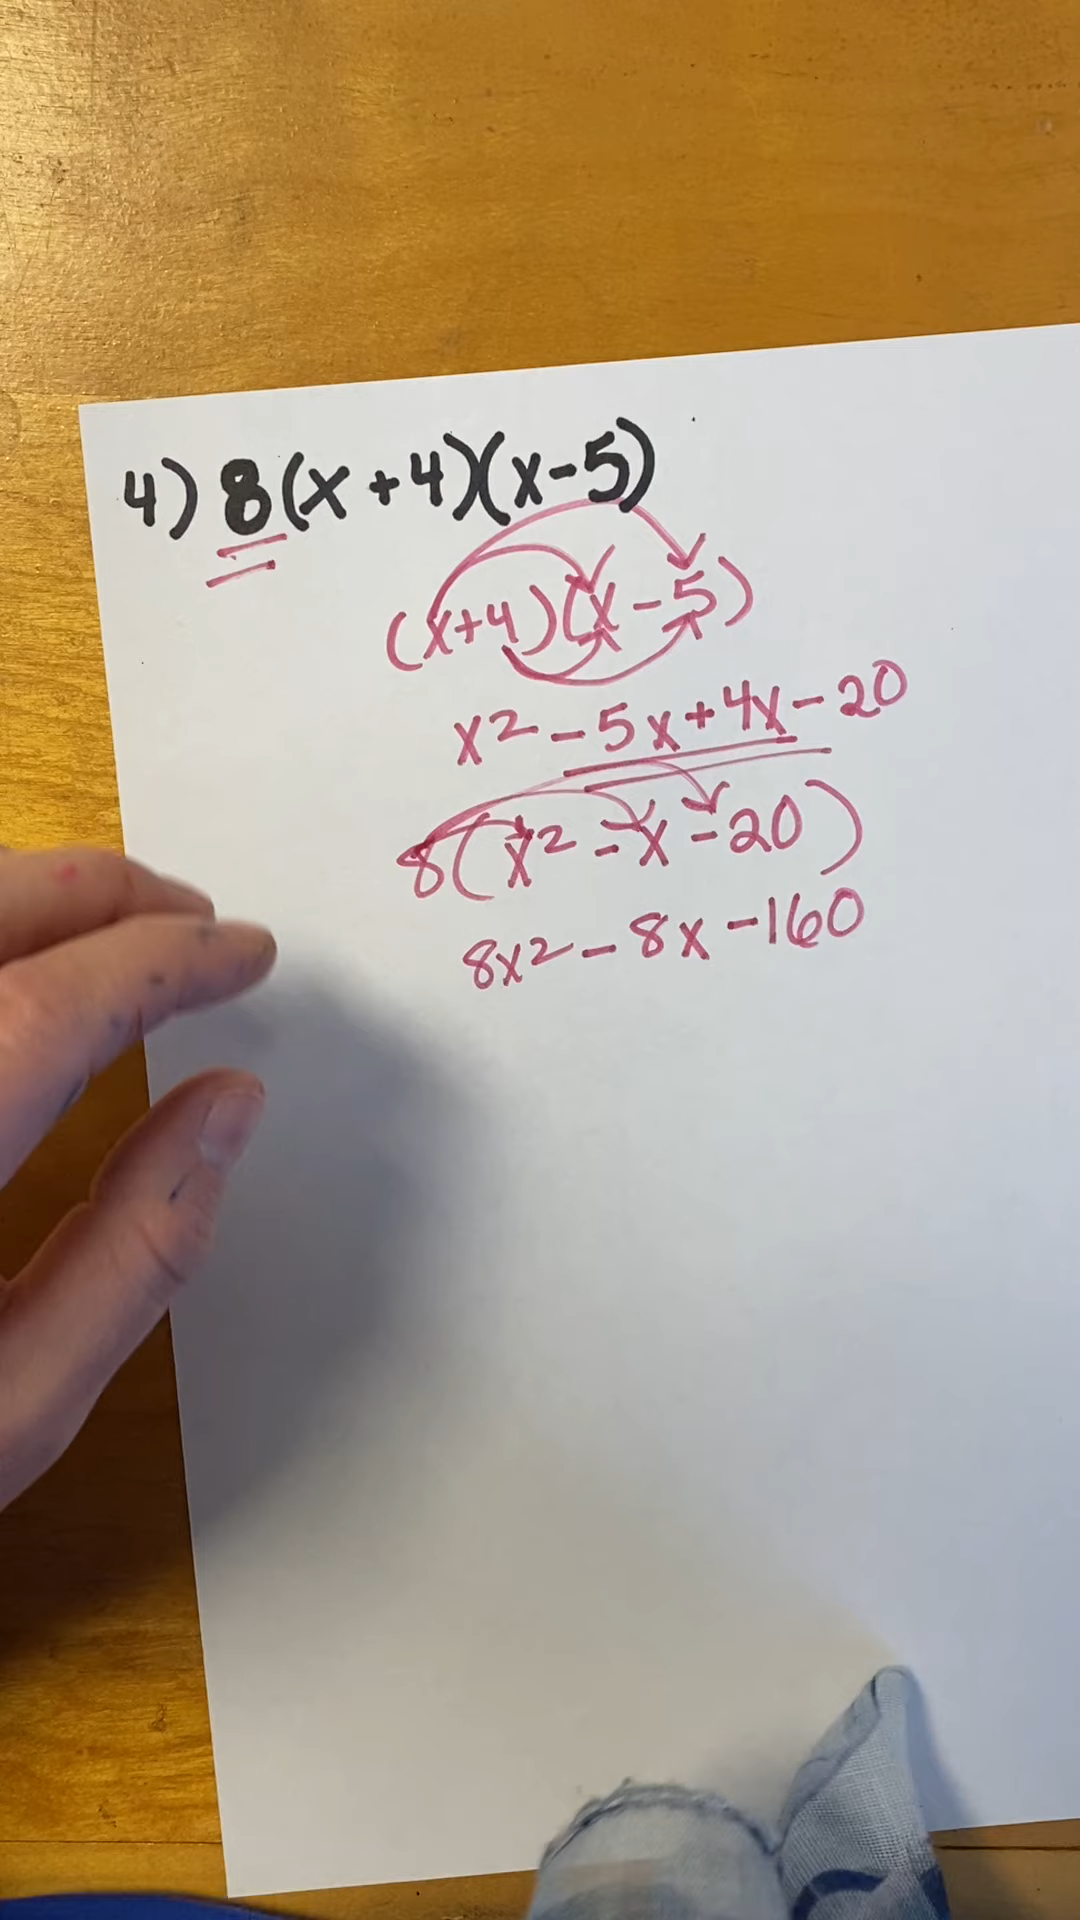 4) 8(x+4)(x-5)
(x+4)(x-5)
x² - 5x + 4x - 20
8(x² - x - 20)
8x² - 8x - 160